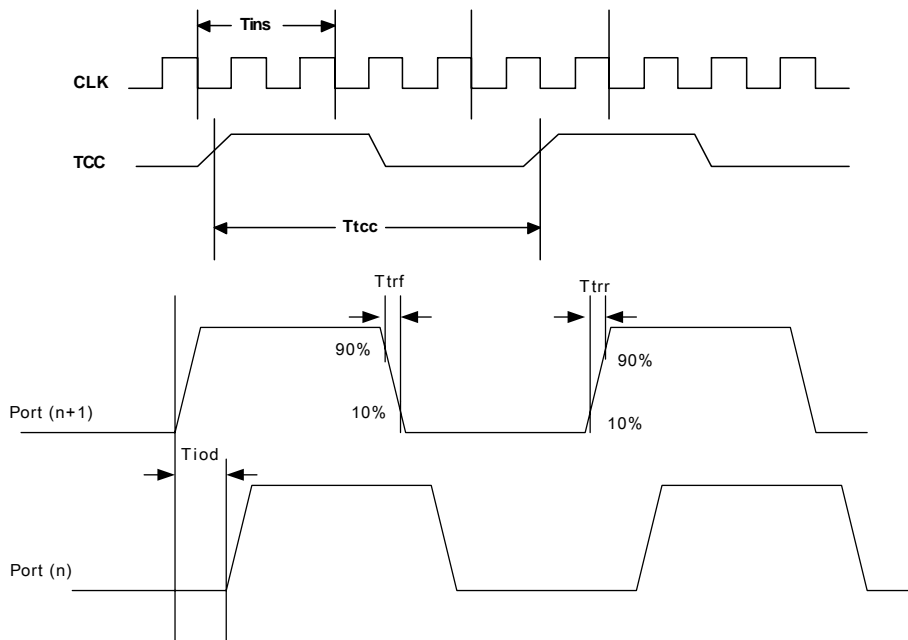 Tins
CLK
TCC
Ttcc
Ttrf
Ttrr
90%
90%
10%
10%
Port (n+1)
Tiod
Port (n)